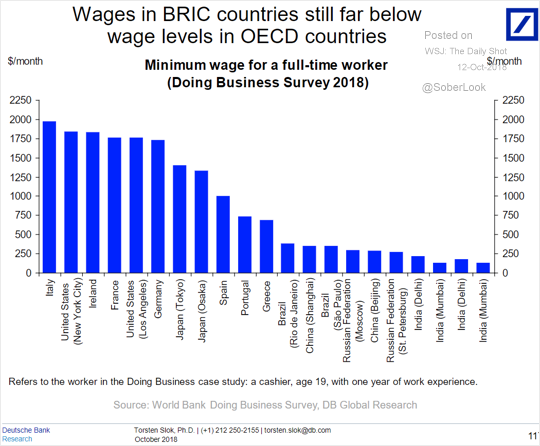 Wages in BRIC countries still far below
wage levels in OECD countries
Posted on
WSJ: The Daily Shot
12-Oct-2018
@SoberLook
$/month
$/month
Minimum wage for a full-time worker
(Doing Business Survey 2018)
2250
2000
1750
1500
1250
1000
750
500
250
0
2250
2000
1750
1500
1250
1000
750
500
250
0
Italy
United States
(New York City)
Ireland
France
United States
(Los Angeles)
Germany
Japan (Tokyo)
Japan (Osaka)
Spain
Portugal
Greece
Brazil
(Rio de Janeiro)
China (Shanghai)
Brazil
(São Paulo)
Russian Federation
(Moscow)
China (Beijing)
Russian Federation
(St. Petersburg)
India (Delhi)
India (Mumbai)
India (Delhi)
India (Mumbai)
Refers to the worker in the Doing Business case study: a cashier, age 19, with one year of work experience.
Source: World Bank Doing Business Survey, DB Global Research
Deutsche Bank
Research
Torsten Slok, Ph.D. | (+1) 212 250-2155 | torsten.slok@db.com
October 2018
117